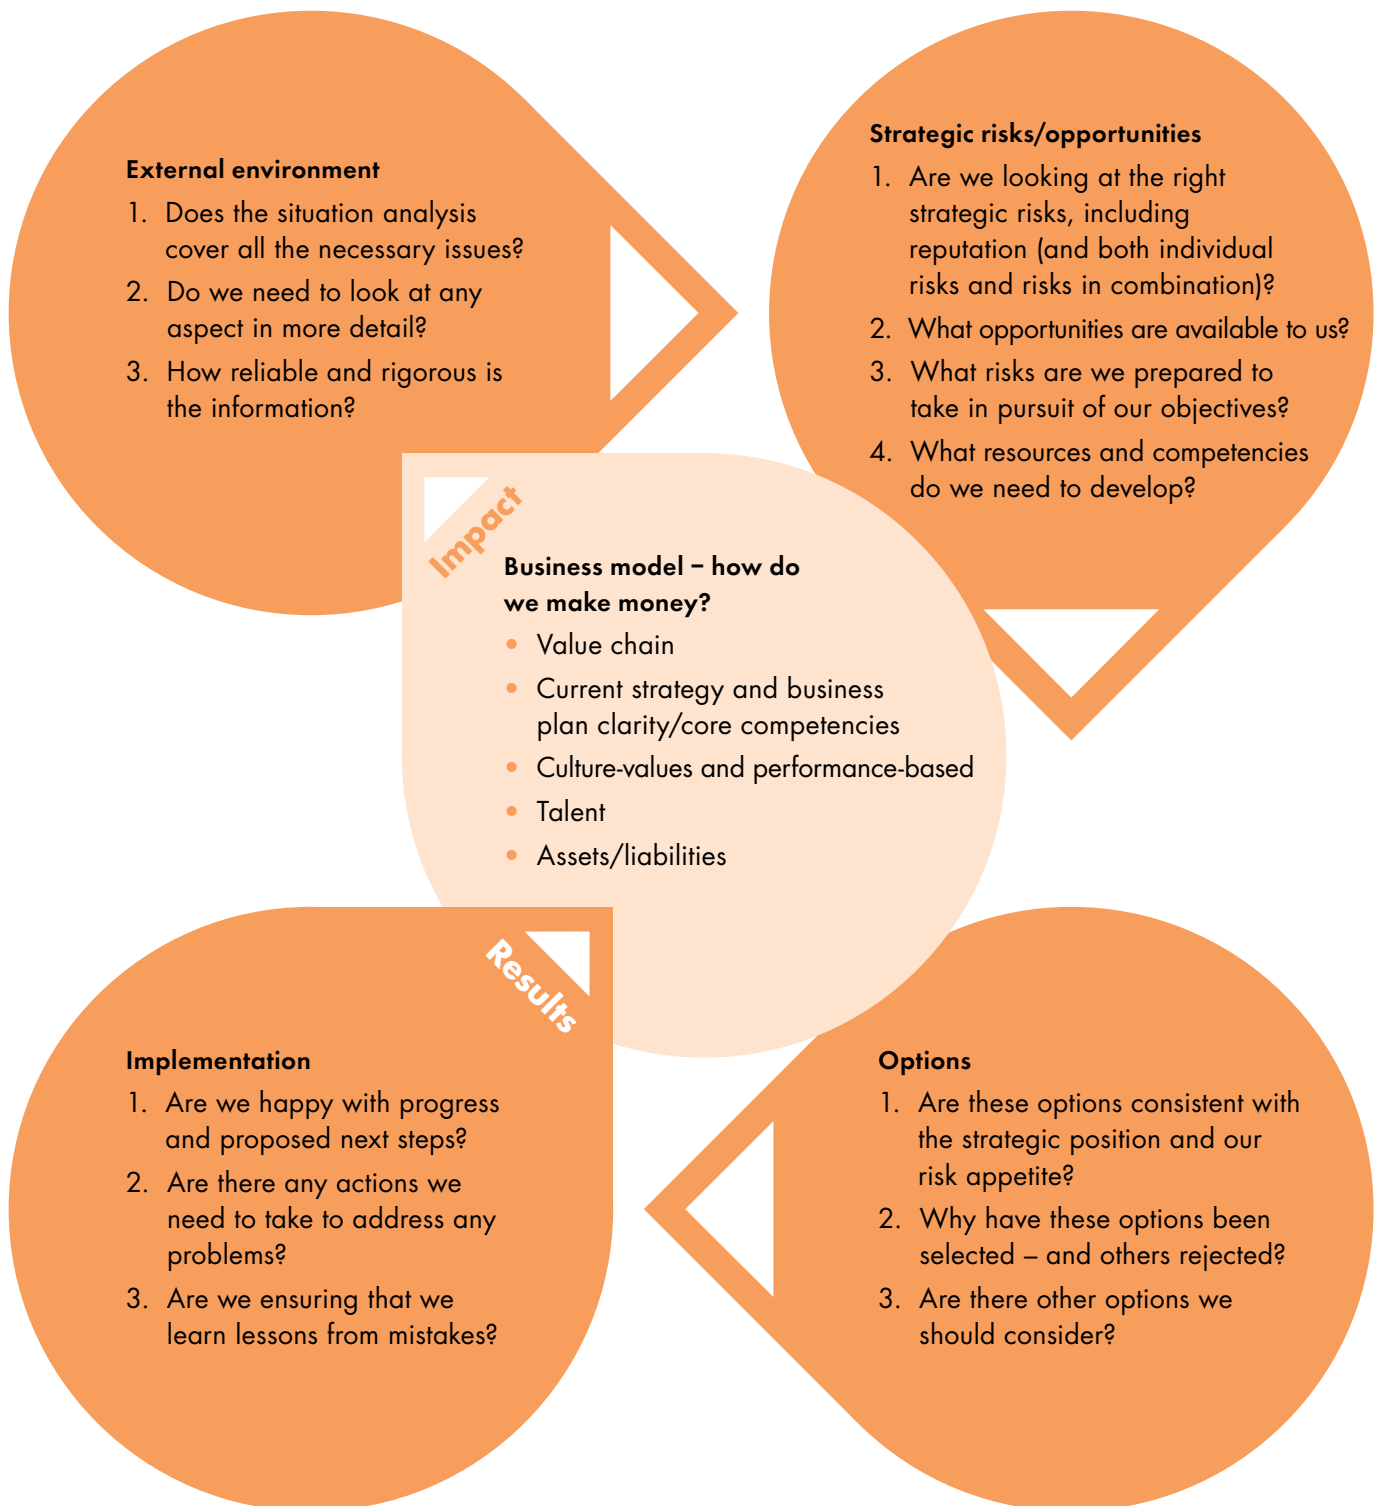 External environment
1. Does the situation analysis
cover all the necessary issues?
2. Do we need to look at any
aspect in more detail?
3. How reliable and rigorous is
the information?
Strategic risks/opportunities
1. Are we looking at the right
strategic risks, including
reputation (and both individual
risks and risks in combination)?
2. What opportunities are available to us?
3. What risks are we prepared to
take in pursuit of our objectives?
4. What resources and competencies
do we need to develop?
Impact
Business model – how do
we make money?
• Value chain
• Current strategy and business
plan clarity/core competencies
• Culture-values and performance-based
• Talent
• Assets/liabilities
Results
Implementation
1. Are we happy with progress
and proposed next steps?
2. Are there any actions we
need to take to address any
problems?
3. Are we ensuring that we
learn lessons from mistakes?
Options
1. Are these options consistent with
the strategic position and our
risk appetite?
2. Why have these options been
selected – and others rejected?
3. Are there other options we
should consider?